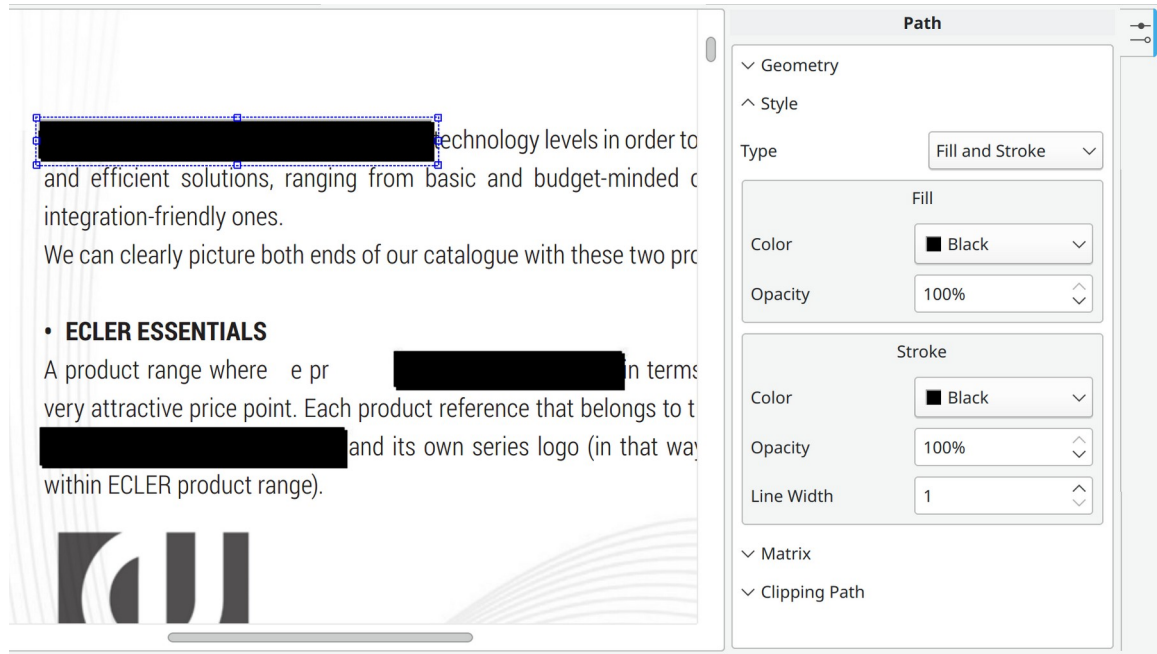 Path
Geometry
Style
Type Fill and Stroke
Fill
Color Black
Opacity 100%
Stroke
Color Black
Opacity 100%
Line Width 1
Matrix
Clipping Path
technology levels in order to
and efficient solutions, ranging from basic and budget-minded
integration-friendly ones.
We can clearly picture both ends of our catalogue with these two
• ECLER ESSENTIALS
A product range where e pr in terms
very attractive price point. Each product reference that belongs to
and its own series logo (in that way
within ECLER product range).